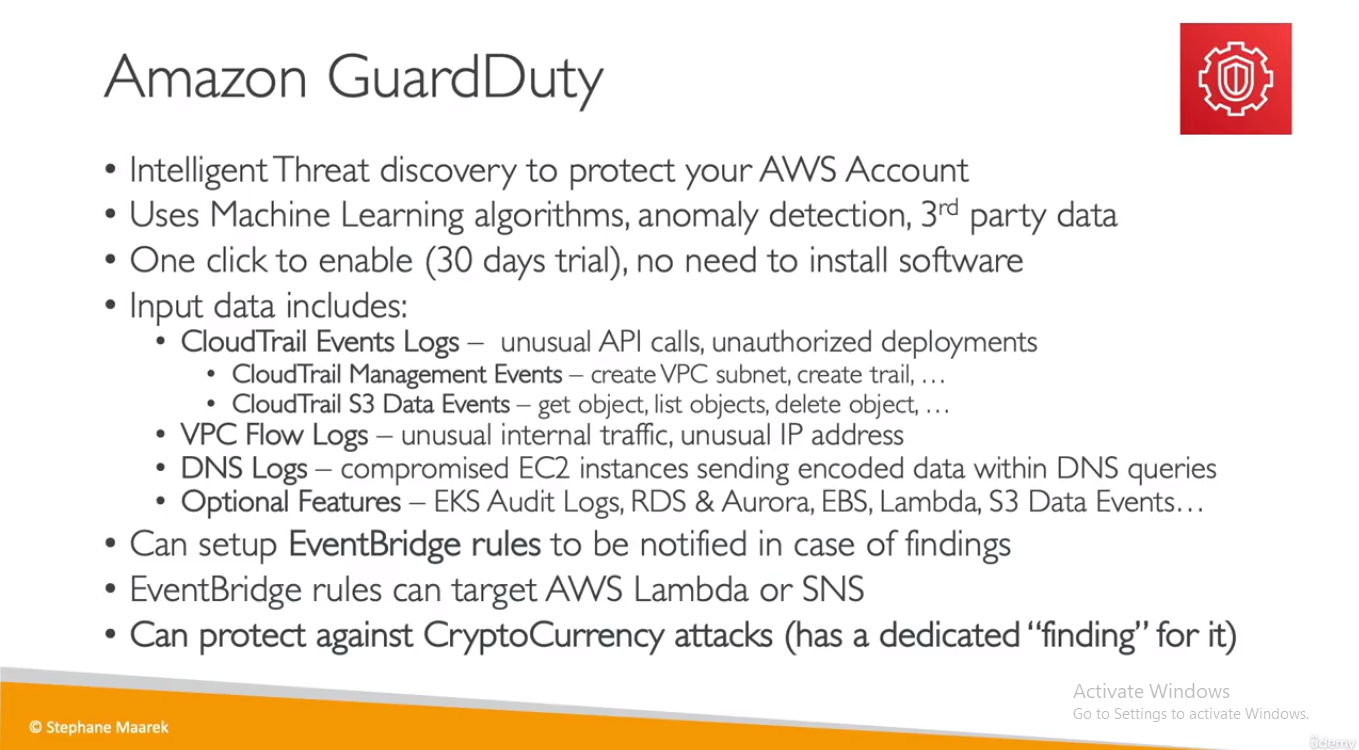 Amazon GuardDuty
• Intelligent Threat discovery to protect your AWS Account
• Uses Machine Learning algorithms, anomaly detection, 3rd party data
• One click to enable (30 days trial), no need to install software
• Input data includes:
• CloudTrail Events Logs – unusual API calls, unauthorized deployments
• CloudTrail Management Events – create VPC subnet, create trail, …
• CloudTrail S3 Data Events – get object, list objects, delete object, …
• VPC Flow Logs – unusual internal traffic, unusual IP address
• DNS Logs – compromised EC2 instances sending encoded data within DNS queries
• Optional Features – EKS Audit Logs, RDS & Aurora, EBS, Lambda, S3 Data Events…
• Can setup EventBridge rules to be notified in case of findings
• EventBridge rules can target AWS Lambda or SNS
• Can protect against CryptoCurrency attacks (has a dedicated “finding” for it)
Activate Windows
Go to Settings to activate Windows.
© Stephane Maarek
ûdemy